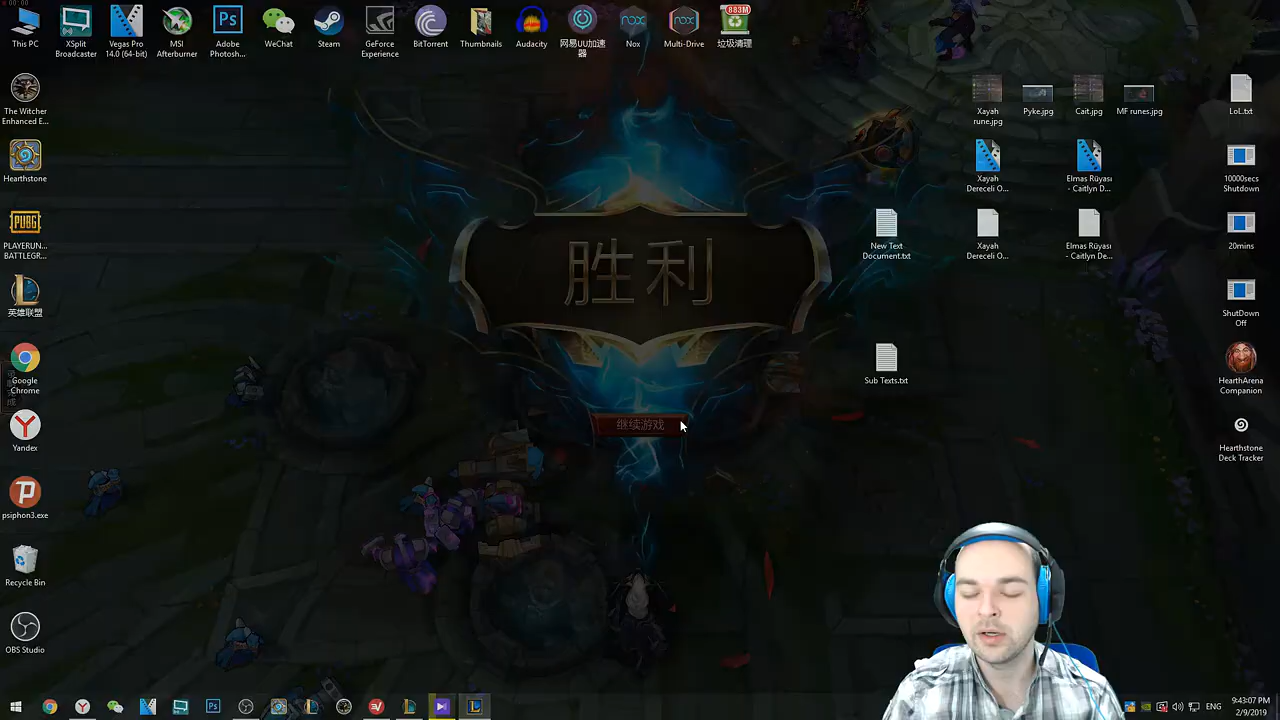 00:00
This PC
XSplit
Broadcaster
Vegas Pro
14.0 (64-bit)
MSI
Afterburner
Adobe
Photosh...
WeChat
Steam
GeForce
Experience
BitTorrent
Thumbnails
Audacity
网易UU加速
器
Nox
Multi-Drive
883M
垃圾清理
The Witcher
Enhanced E...
Xayah
rune.jpg
Pyke.jpg
Cait.jpg
MF runes.jpg
LoL.txt
Hearthstone
Xayah
Dereceli O...
Elmas Rüyası
- Caitlyn D...
10000secs
Shutdown
PUBG
PLAYERUN...
BATTLEGR...
New Text
Document.txt
Xayah
Dereceli O...
Elmas Rüyası
- Caitlyn D...
20mins
胜利
英雄联盟
ShutDown
Off
Google
Chrome
Sub Texts.txt
HearthArena
Companion
继续游戏
Yandex
Hearthstone
Deck Tracker
psiphon3.exe
Recycle Bin
OBS Studio
ENG
9:43:07 PM
2/9/2019